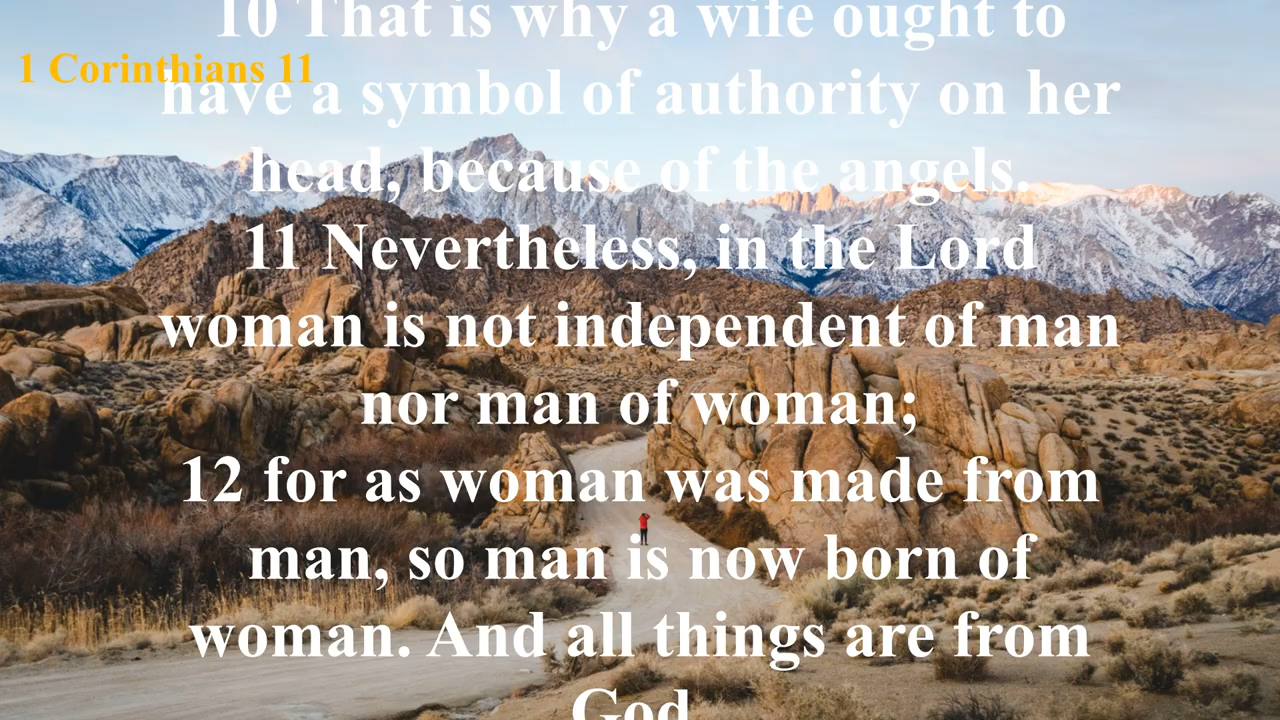 10 That is why a wife ought to
1 Corinthians 11
have a symbol of authority on her
head, because of the angels.
11 Nevertheless, in the Lord
woman is not independent of man
nor man of woman;
12 for as woman was made from
man, so man is now born of
woman. And all things are from
God